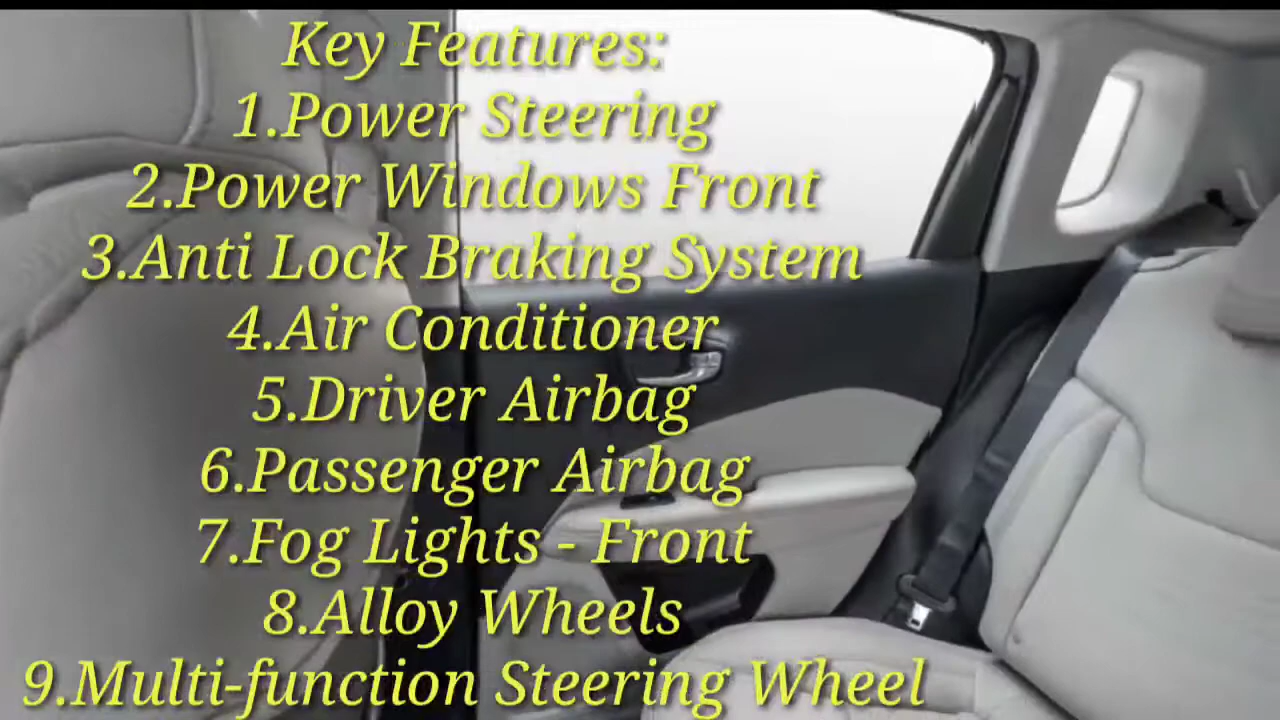 Key Features:
1.Power Steering
2.Power Windows Front
3.Anti Lock Braking System
4.Air Conditioner
5.Driver Airbag
6.Passenger Airbag
7.Fog Lights - Front
8.Alloy Wheels
9.Multi-function Steering Wheel